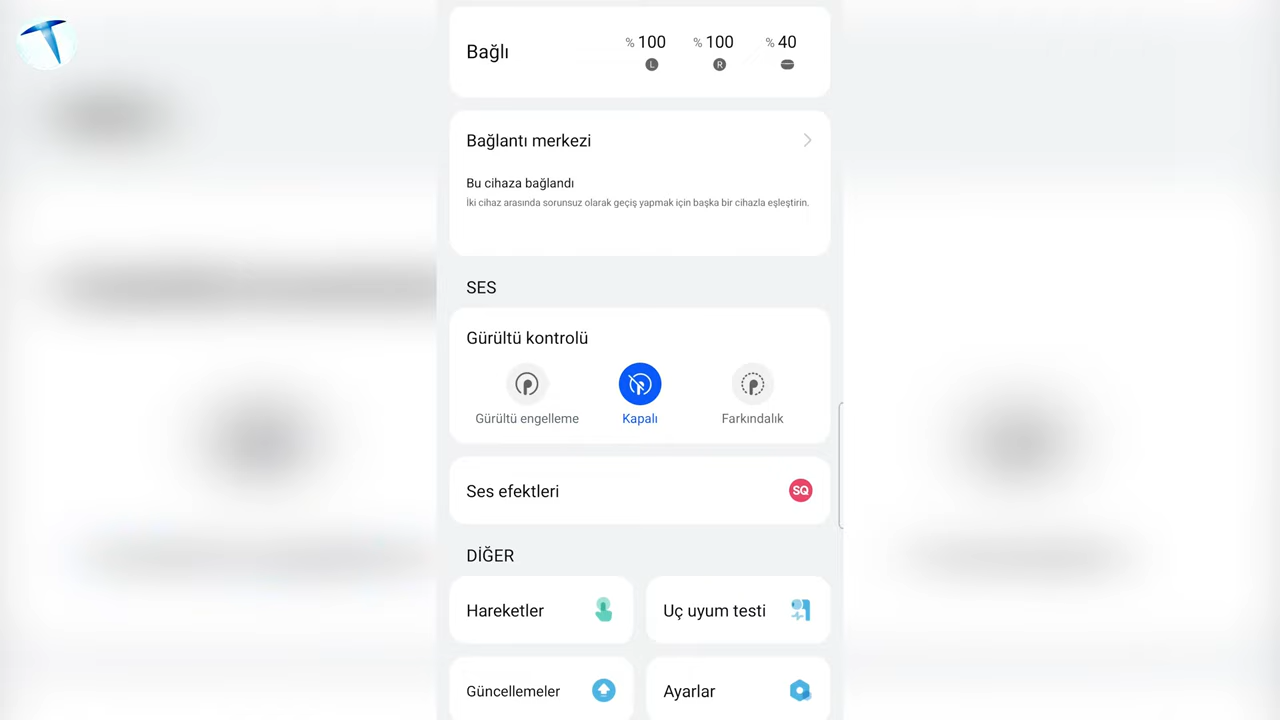 Bağlı
% 100
% 100
% 40
L
R
Bağlantı merkezi
Bu cihaza bağlandı
İki cihaz arasında sorunsuz olarak geçiş yapmak için başka bir cihazla eşleştirin.
SES
Gürültü kontrolü
Gürültü engelleme
Kapalı
Farkındalık
Ses efektleri
SQ
DİĞER
Hareketler
Uç uyum testi
Güncellemeler
Ayarlar